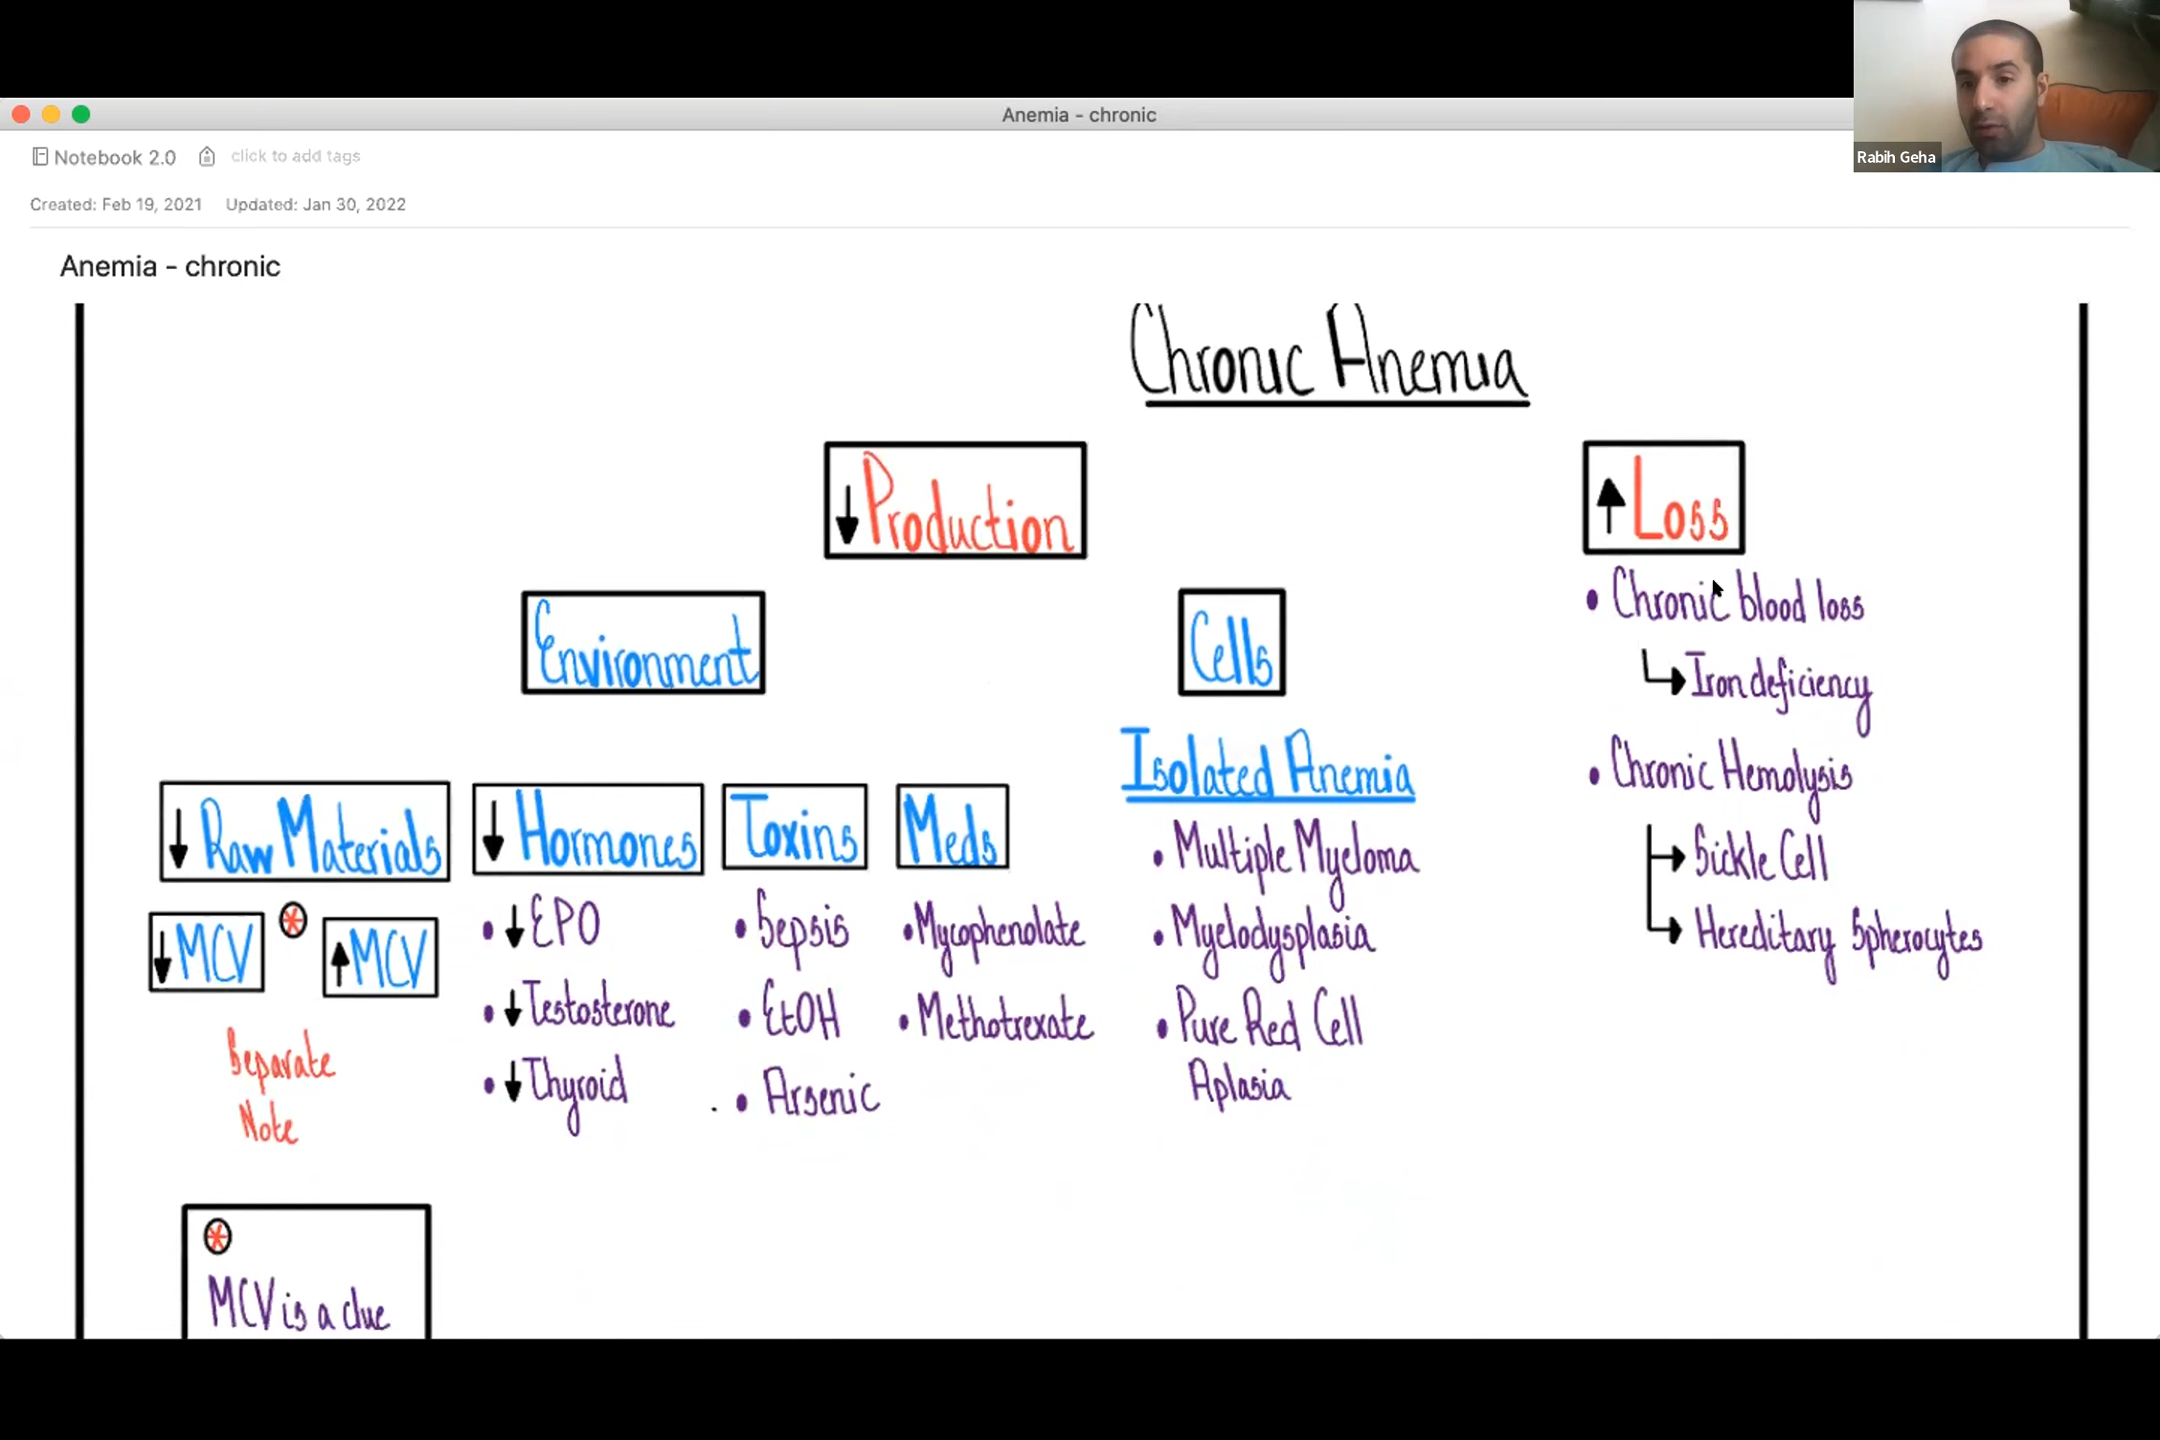 Anemia - chronic
Rabih Geha
Notebook 2.0 click to add tags
Created: Feb 19, 2021 Updated: Jan 30, 2022
Anemia - chronic
Chronic Anemia
↓ Production
↑ Loss
Environment
Cells
• Chronic blood loss
↳ Iron deficiency
• Chronic Hemolysis
→ Sickle Cell
→ Hereditary Spherocytes
Isolated Anemia
• Multiple Myeloma
• Myelodysplasia
• Pure Red Cell
Aplasia
↓ Raw Materials
↓ MCV * ↑ MCV
Separate
Note
↓ Hormones
• ↓ EPO
• ↓ Testosterone
• ↓ Thyroid
Toxins
• Sepsis
• EtOH
• Arsenic
Meds
• Mycophenolate
• Methotrexate
*
MCV is a clue